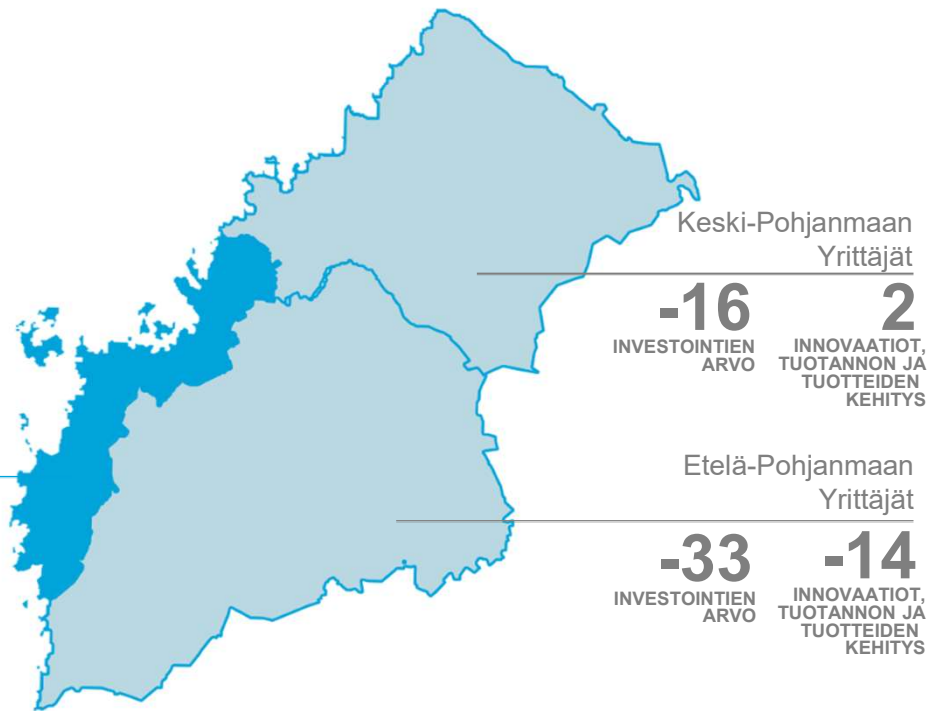 Keski-Pohjanmaan
Yrittäjät
-16
INVESTOINTIEN
ARVO
2
INNOVAATIOT,
TUOTANNON JA
TUOTTEIDEN
KEHITYS
Etelä-Pohjanmaan
Yrittäjät
-33
INVESTOINTIEN
ARVO
-14
INNOVAATIOT,
TUOTANNON JA
TUOTTEIDEN
KEHITYS